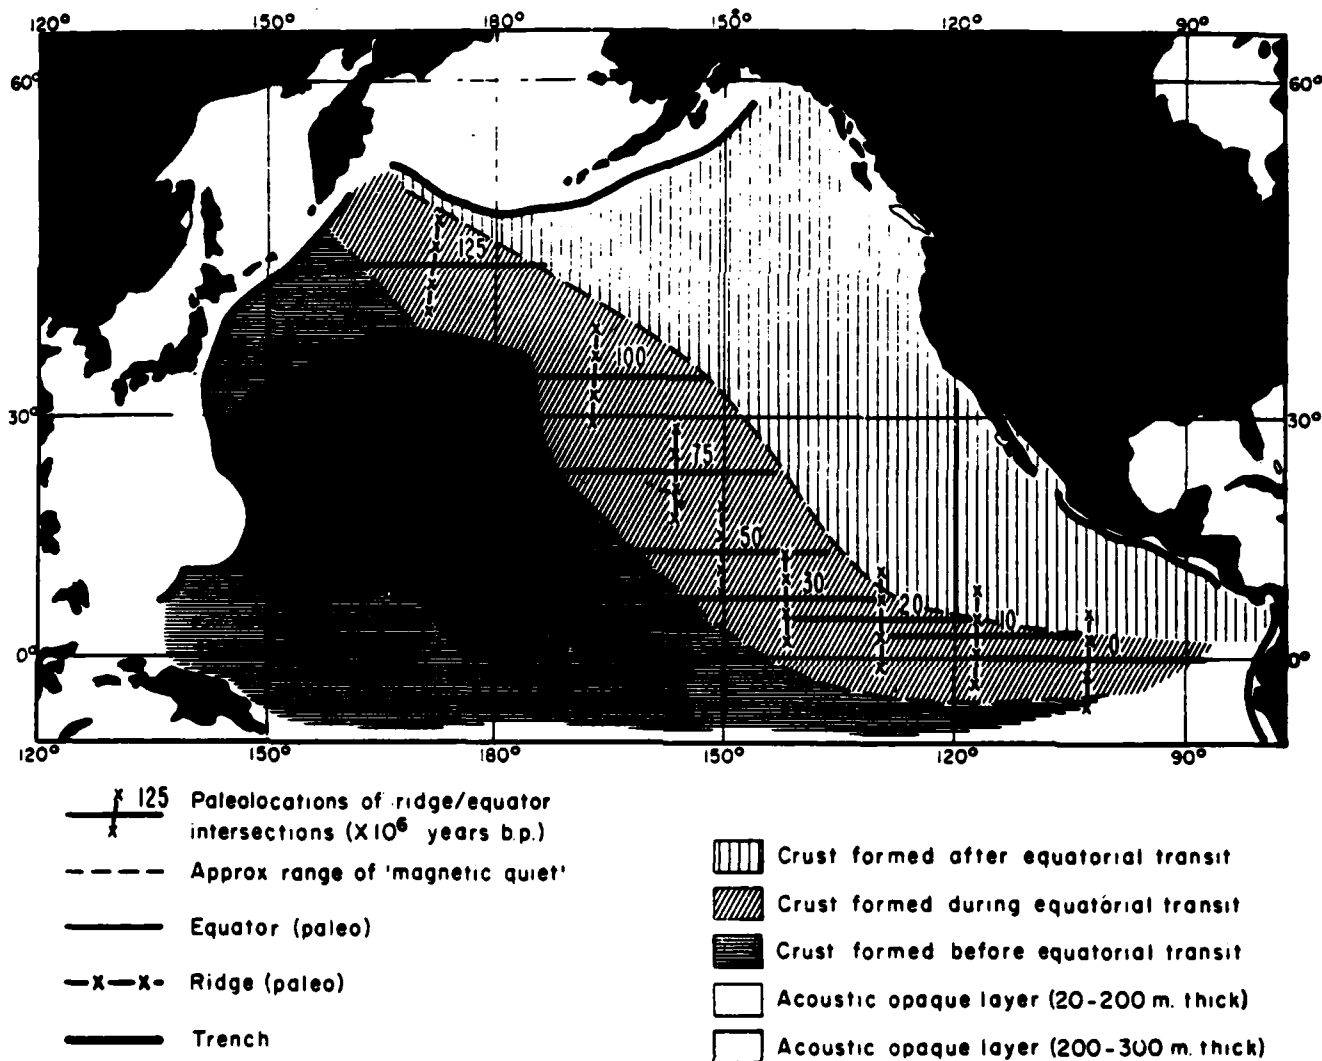 120° 150° 180° 150° 120° 90°
60° 60°
125
100
30° 30°
75
50
30
20
10
0
0° 0°
120° 150° 180° 150° 120° 90°
125 Paleolocations of ridge/equator
intersections (X10⁶ years b.p.)
Approx range of 'magnetic quiet'
Equator (paleo)
Ridge (paleo)
Trench
Crust formed after equatorial transit
Crust formed during equatorial transit
Crust formed before equatorial transit
Acoustic opaque layer (20-200 m. thick)
Acoustic opaque layer (200-300 m. thick)